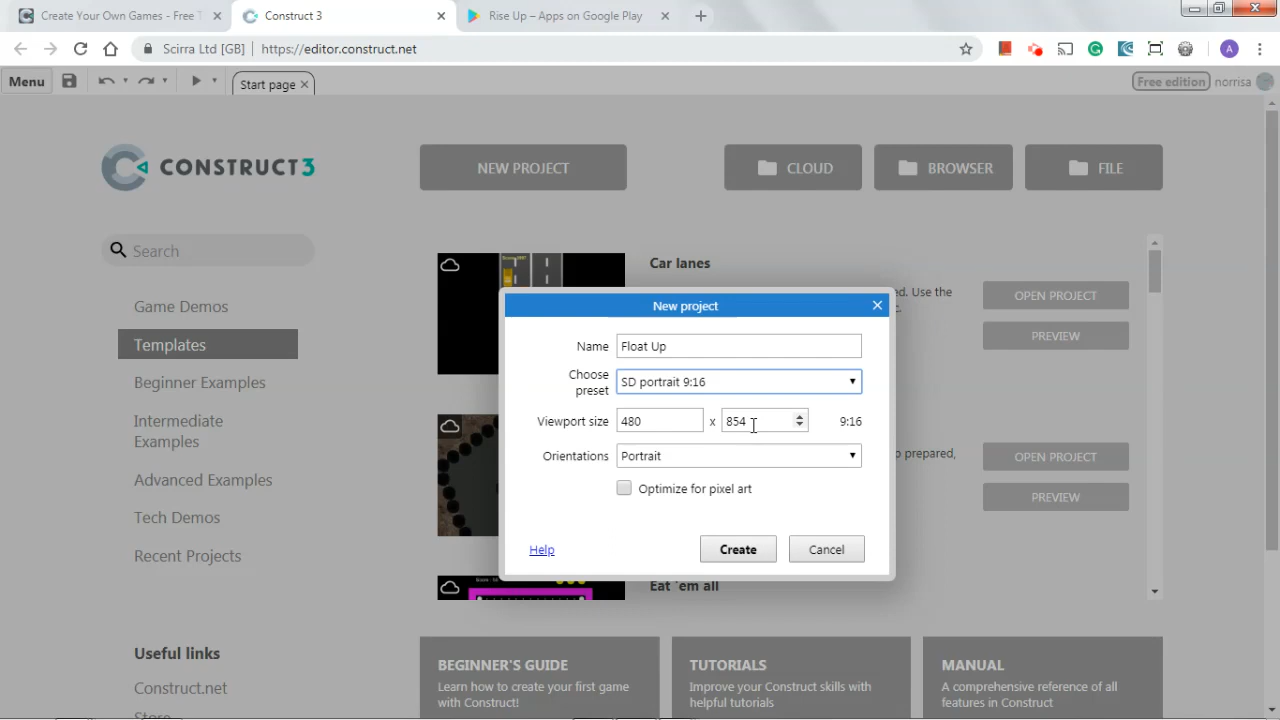 Create Your Own Games - Free T
Construct 3
Rise Up – Apps on Google Play
Scirra Ltd [GB]
https://editor.construct.net
A
Menu
Start page
Free edition
norrisa
CONSTRUCT3
NEW PROJECT
CLOUD
BROWSER
FILE
Search
Game Demos
Templates
Beginner Examples
Intermediate
Examples
Advanced Examples
Tech Demos
Recent Projects
Useful links
Construct.net
Store
Car lanes
ed. Use the
OPEN PROJECT
PREVIEW
New project
Name
Float Up
Choose
preset
SD portrait 9:16
Viewport size
480
x
854
9:16
Orientations
Portrait
Optimize for pixel art
Help
Create
Cancel
o prepared,
OPEN PROJECT
PREVIEW
Eat 'em all
BEGINNER'S GUIDE
Learn how to create your first game
with Construct!
TUTORIALS
Improve your Construct skills with
helpful tutorials
MANUAL
A comprehensive reference of all
features in Construct